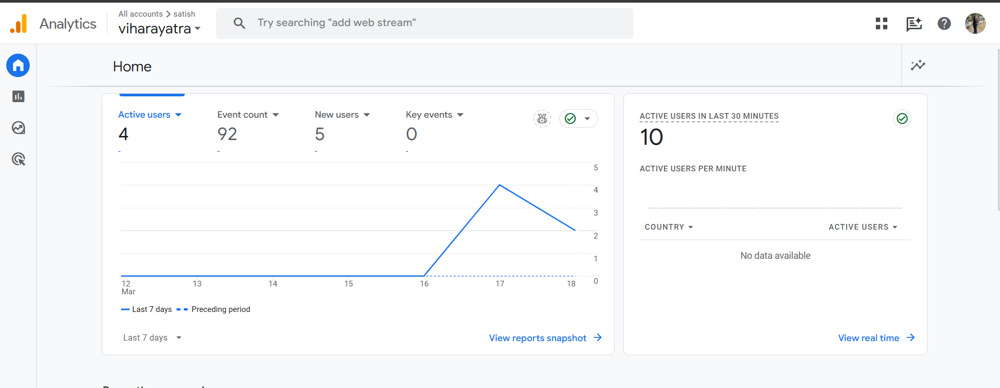 Analytics
All accounts > satish
viharayatra
Try searching "add web stream"
Home
Active users
4
-
Event count
92
-
New users
5
-
Key events
0
-
5
4
3
2
1
0
12 13 14 15 16 17 18
Mar
Last 7 days Preceding period
Last 7 days
View reports snapshot
ACTIVE USERS IN LAST 30 MINUTES
10
ACTIVE USERS PER MINUTE
COUNTRY ACTIVE USERS
No data available
View real time